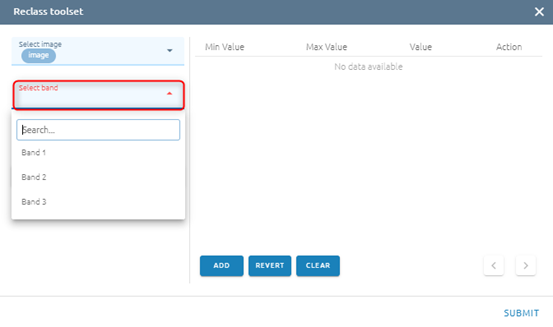 Reclass toolset
Select image
image
Select band
Search...
Band 1
Band 2
Band 3
Min Value Max Value Value Action
No data available
ADD REVERT CLEAR
SUBMIT